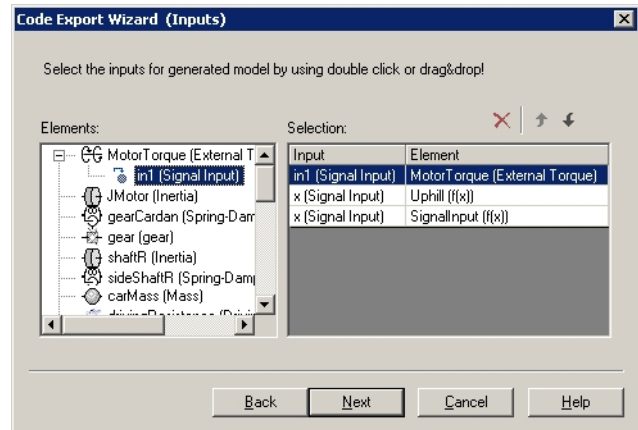 Code Export Wizard (Inputs)
Select the inputs for generated model by using double click or drag&drop!
Elements:
Selection:
MotorTorque (External T
in1 (Signal Input)
JMotor (Inertia)
gearCardan (Spring-Dam
gear (gear)
shaftR (Inertia)
sideShaftR (Spring-Damp
carMass (Mass)
Input Element
in1 (Signal Input) MotorTorque (External Torque)
x (Signal Input) Uphill (f(x))
x (Signal Input) SignalInput (f(x))
Back Next Cancel Help